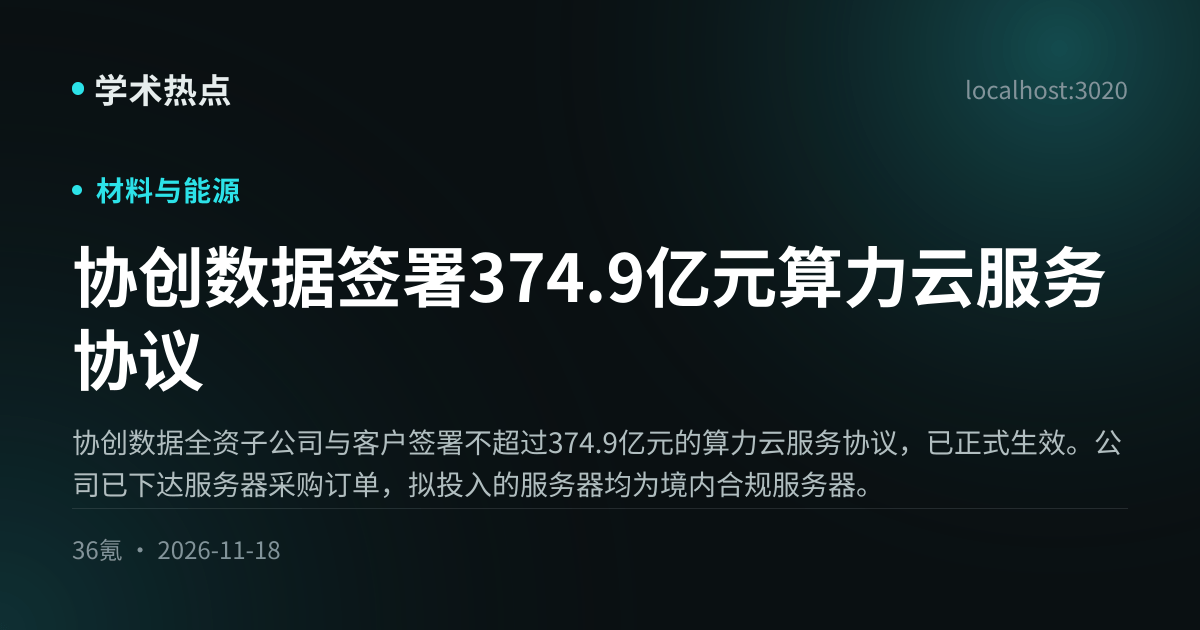 学术热点
localhost:3020
材料与能源
协创数据签署374.9亿元算力云服务
协议
协创数据全资子公司与客户签署不超过374.9亿元的算力云服务协议，已正式生效。公
司已下达服务器采购订单，拟投入的服务器均为境内合规服务器。
36氪 · 2026-11-18